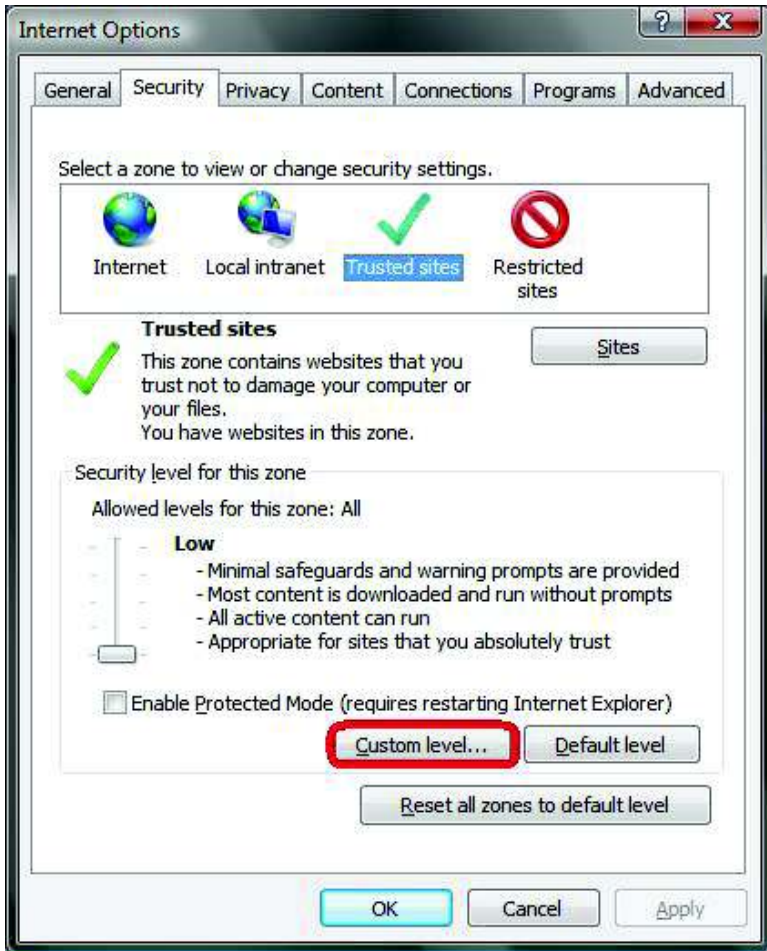 Internet Options
General Security Privacy Content Connections Programs Advanced
Select a zone to view or change security settings.
Internet Local intranet Trusted sites Restricted sites
Trusted sites
Sites
This zone contains websites that you
trust not to damage your computer or
your files.
You have websites in this zone.
Security level for this zone
Allowed levels for this zone: All
Low
- Minimal safeguards and warning prompts are provided
- Most content is downloaded and run without prompts
- All active content can run
- Appropriate for sites that you absolutely trust
Enable Protected Mode (requires restarting Internet Explorer)
Custom level... Default level
Reset all zones to default level
OK Cancel Apply